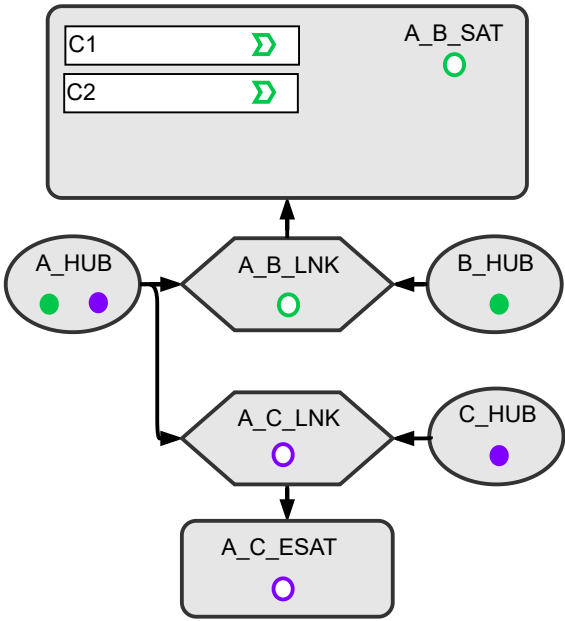 A_B_SAT
C1
C2
A_HUB
A_B_LNK
B_HUB
A_C_LNK
C_HUB
A_C_ESAT